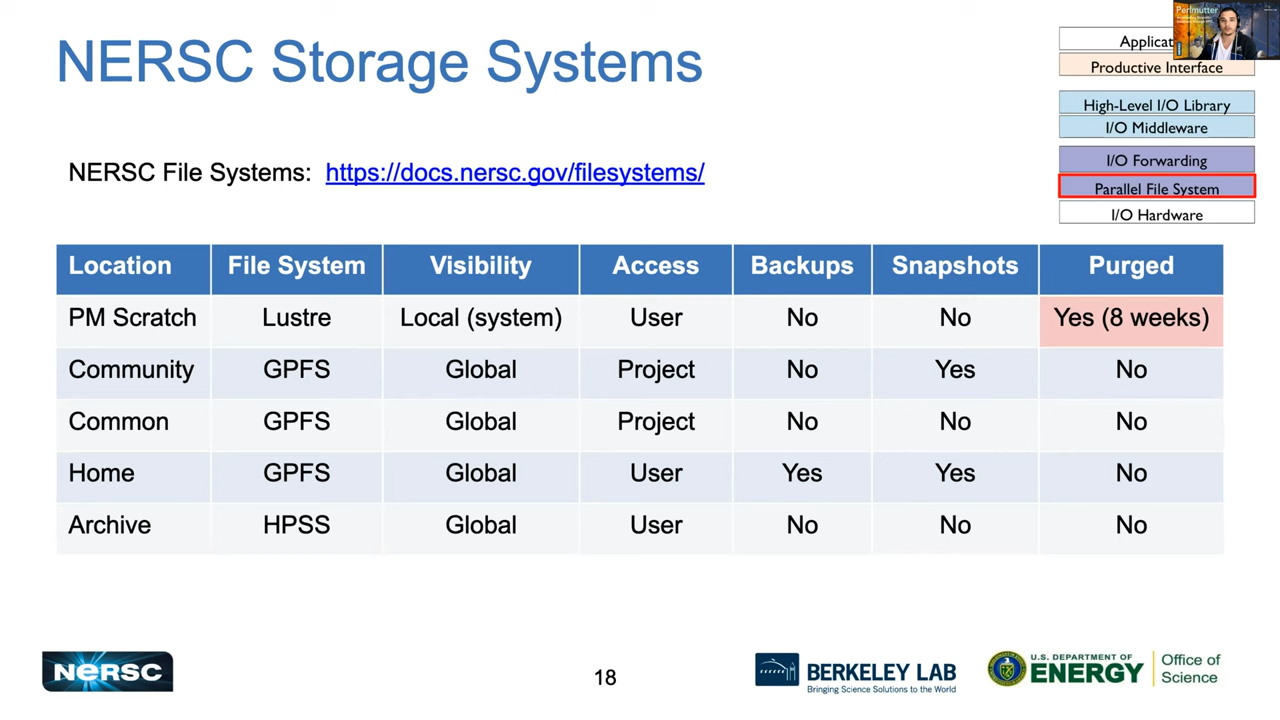 NERSC Storage Systems
Perlmutter
Productive Interface
High-Level I/O Library
I/O Middleware
I/O Forwarding
Parallel File System
I/O Hardware
NERSC File Systems: https://docs.nersc.gov/filesystems/
Location File System Visibility Access Backups Snapshots Purged
PM Scratch Lustre Local (system) User No No Yes (8 weeks)
Community GPFS Global Project No Yes No
Common GPFS Global Project No No No
Home GPFS Global User Yes Yes No
Archive HPSS Global User No No No
NERSC
18
BERKELEY LAB
Bringing Science Solutions to the World
U.S. DEPARTMENT OF
ENERGY
Office of
Science